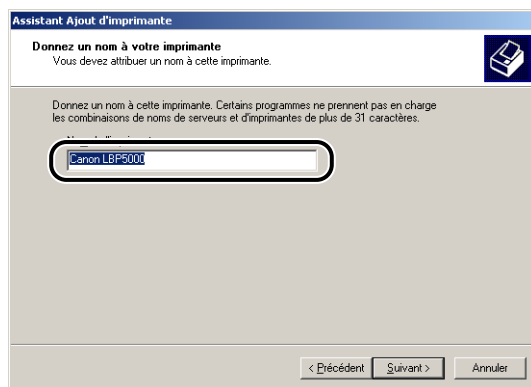 Assistant Ajout d'imprimante
Donnez un nom à votre imprimante
Vous devez attribuer un nom à cette imprimante.
Donnez un nom à cette imprimante. Certains programmes ne prennent pas en charge
les combinaisons de noms de serveurs et d'imprimantes de plus de 31 caractères.
Canon LBP5000
< Précédent
Suivant >
Annuler